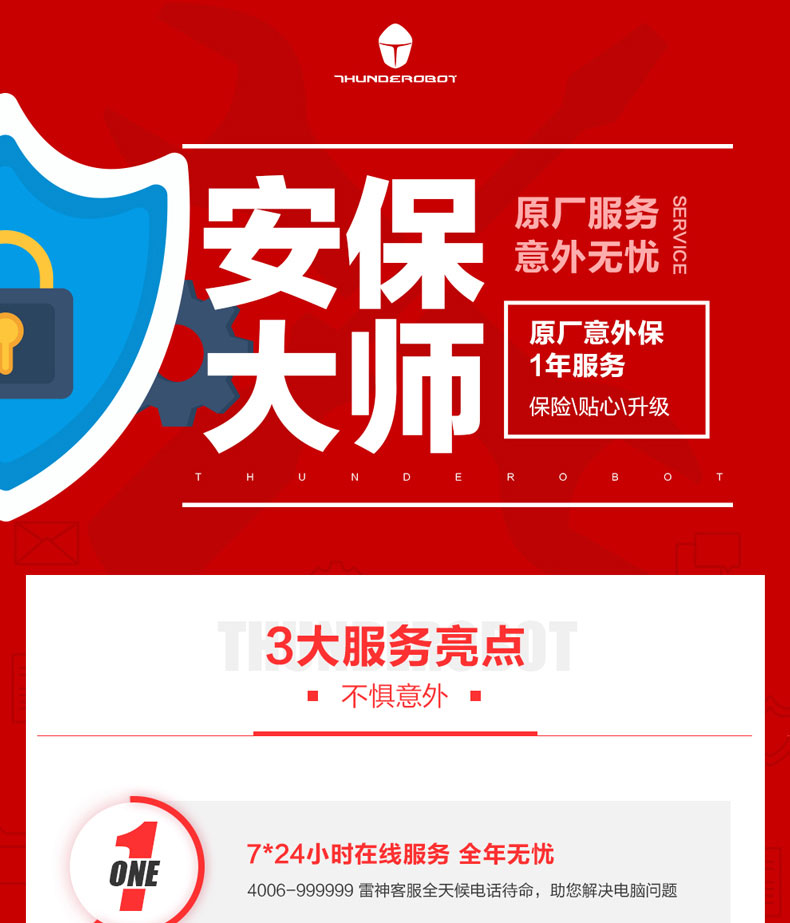 THUNDEROBOT
安保
大师
原厂服务
意外无忧
SERVICE
原厂意外保
1年服务
保险\贴心\升级
THUNDEROBOT
THUNDEROBOT
3大服务亮点
不惧意外
1
ONE
7*24小时在线服务 全年无忧
4006-999999 雷神客服全天候电话待命，助您解决电脑问题